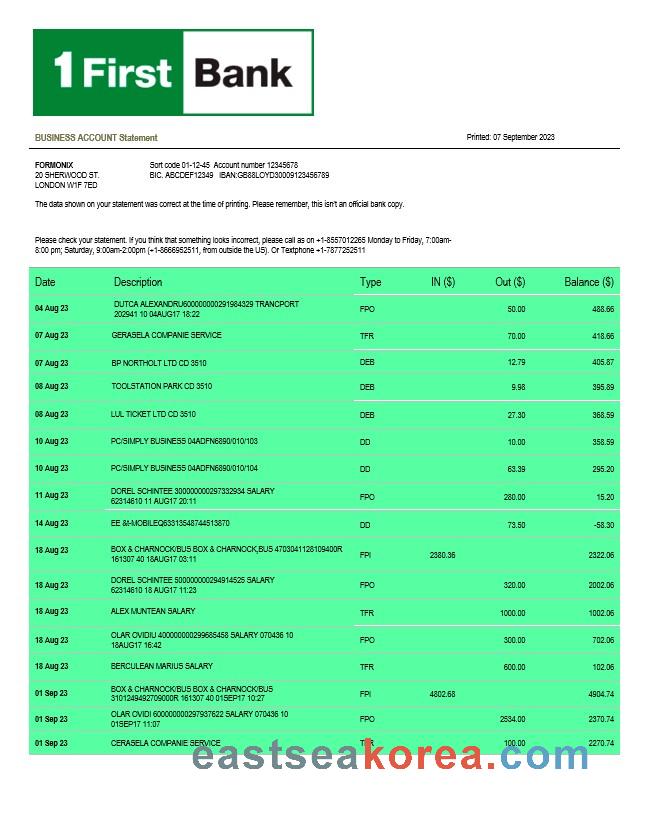 1 First Bank
BUSINESS ACCOUNT Statement Printed: 07 September 2023
FORMONIX Sort code 01-12-45 Account number 12345678
20 SHERWOOD ST. BIC. ABCDEF12349 IBAN:GB88LOYD30009123456789
LONDON W1F 7ED
The data shown on your statement was correct at the time of printing. Please remember, this isn't an official bank copy.
Please check your statement. If you think that something looks incorrect, please call as on +1-8557012265 Monday to Friday, 7:00am-
8:00 pm; Saturday, 9:00am-2:00pm (+1-8666952511, from outside the US). Or Textphone +1-7877252511
Date Description Type IN ($) Out ($) Balance ($)
04 Aug 23 DUTCA ALEXANDRU600000000291984329 TRANCPORT
202941 10 04AUG17 18:22 FPO 50.00 488.66
07 Aug 23 GERASELA COMPANIE SERVICE TFR 70.00 418.66
07 Aug 23 BP NORTHOLT LTD CD 3510 DEB 12.79 405.87
08 Aug 23 TOOLSTATION PARK CD 3510 DEB 9.98 395.89
08 Aug 23 LUL TICKET LTD CD 3510 DEB 27.30 368.59
10 Aug 23 PC/SIMPLY BUSINESS 04ADFN6890/010/103 DD 10.00 358.59
10 Aug 23 PC/SIMPLY BUSINESS 04ADFN6890/010/104 DD 63.39 295.20
11 Aug 23 DOREL SCHINTEE 300000000297332934 SALARY
62314610 11 AUG17 20:11 FPO 280.00 15.20
14 Aug 23 EE &t-MOBILEQ63313548744513870 DD 73.50 -58.30
18 Aug 23 BOX & CHARNOCK/BUS BOX & CHARNOCK,BUS 4703041128109400R
161307 40 18AUG17 03:11 FPI 2380.36 2322.06
18 Aug 23 DOREL SCHINTEE 500000000294914525 SALARY
62314610 18 AUG17 11:23 FPO 320.00 2002.06
18 Aug 23 ALEX MUNTEAN SALARY TFR 1000.00 1002.06
18 Aug 23 OLAR OVIDIU 400000000299685458 SALARY 070436 10
18AUG17 16:42 FPO 300.00 702.06
18 Aug 23 BERCULEAN MARIUS SALARY TFR 600.00 102.06
01 Sep 23 BOX & CHARNOCK/BUS BOX & CHARNOCK/BUS
3101249492709000R 161307 40 01SEP17 10:27 FPI 4802.68 4904.74
01 Sep 23 OLAR OVIDI 600000000297937622 SALARY 070436 10
01SEP17 11:07 FPO 2534.00 2370.74
01 Sep 23 CERASELA COMPANIE SERVICE TFR 100.00 2270.74
eastseakorea.com